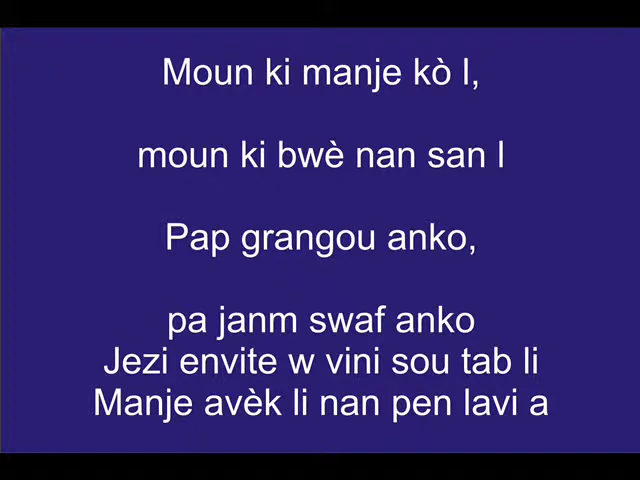 Moun ki manje kò l,
moun ki bwè nan san l
Pap grangou anko,
pa janm swaf anko
Jezi envite w vini sou tab li
Manje avèk li nan pen lavi a